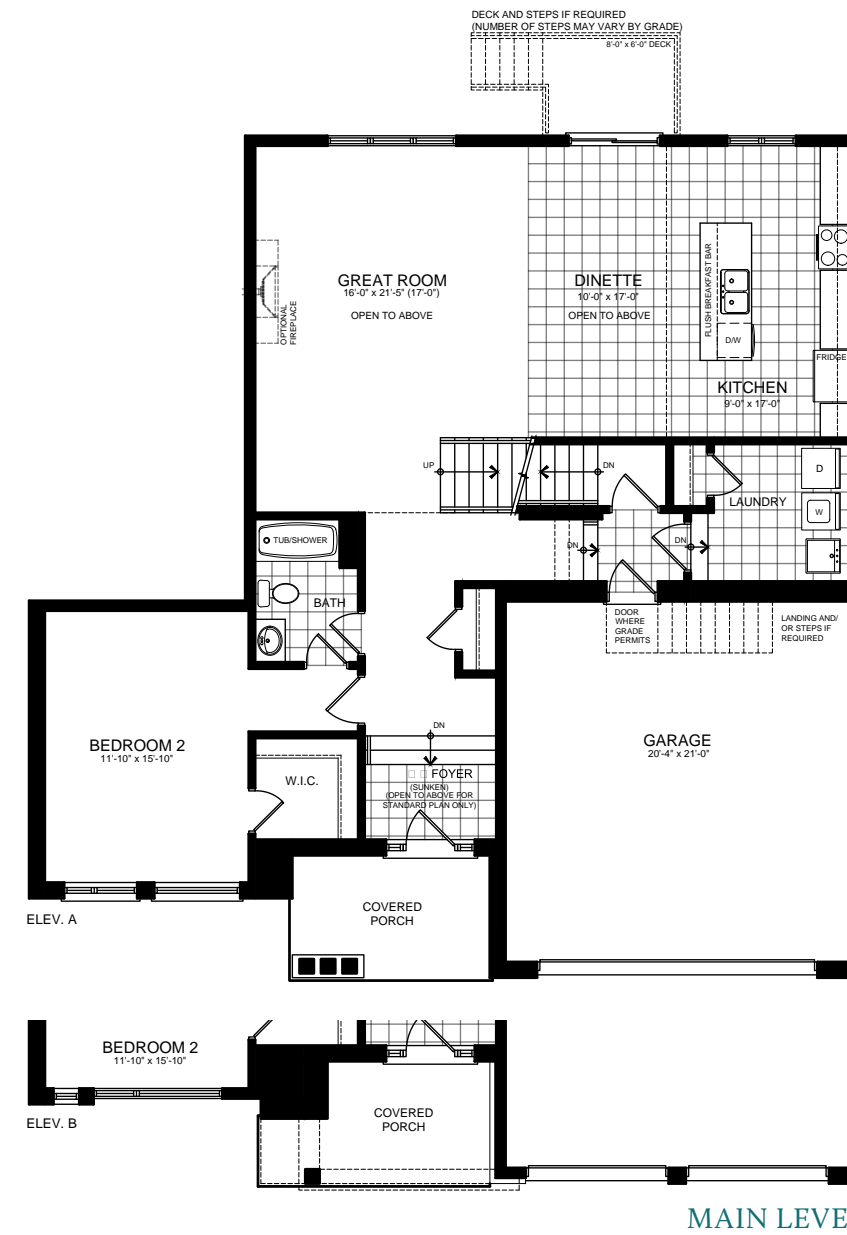 DECK AND STEPS IF REQUIRED
(NUMBER OF STEPS MAY VARY BY GRADE)
8'-0" x 6'-0" DECK
GREAT ROOM
16'-0" x 21'-5" (17'-0")
OPEN TO ABOVE
OPTIONAL
FIREPLACE
DINETTE
10'-0" x 17'-0"
OPEN TO ABOVE
FLUSH BREAKFAST BAR
D/W
FRIDGE
KITCHEN
9'-0" x 17'-0"
UP
DN
D
LAUNDRY
W
DN
DN
TUB/SHOWER
BATH
DOOR
WHERE
GRADE
PERMITS
LANDING AND/
OR STEPS IF
REQUIRED
BEDROOM 2
11'-10" x 15'-10"
DN
GARAGE
20'-4" x 21'-0"
W.I.C.
FOYER
(SUNKEN)
(OPEN TO ABOVE FOR
STANDARD PLAN ONLY)
COVERED
PORCH
ELEV. A
BEDROOM 2
11'-10" x 15'-10"
COVERED
PORCH
ELEV. B
MAIN LEVE